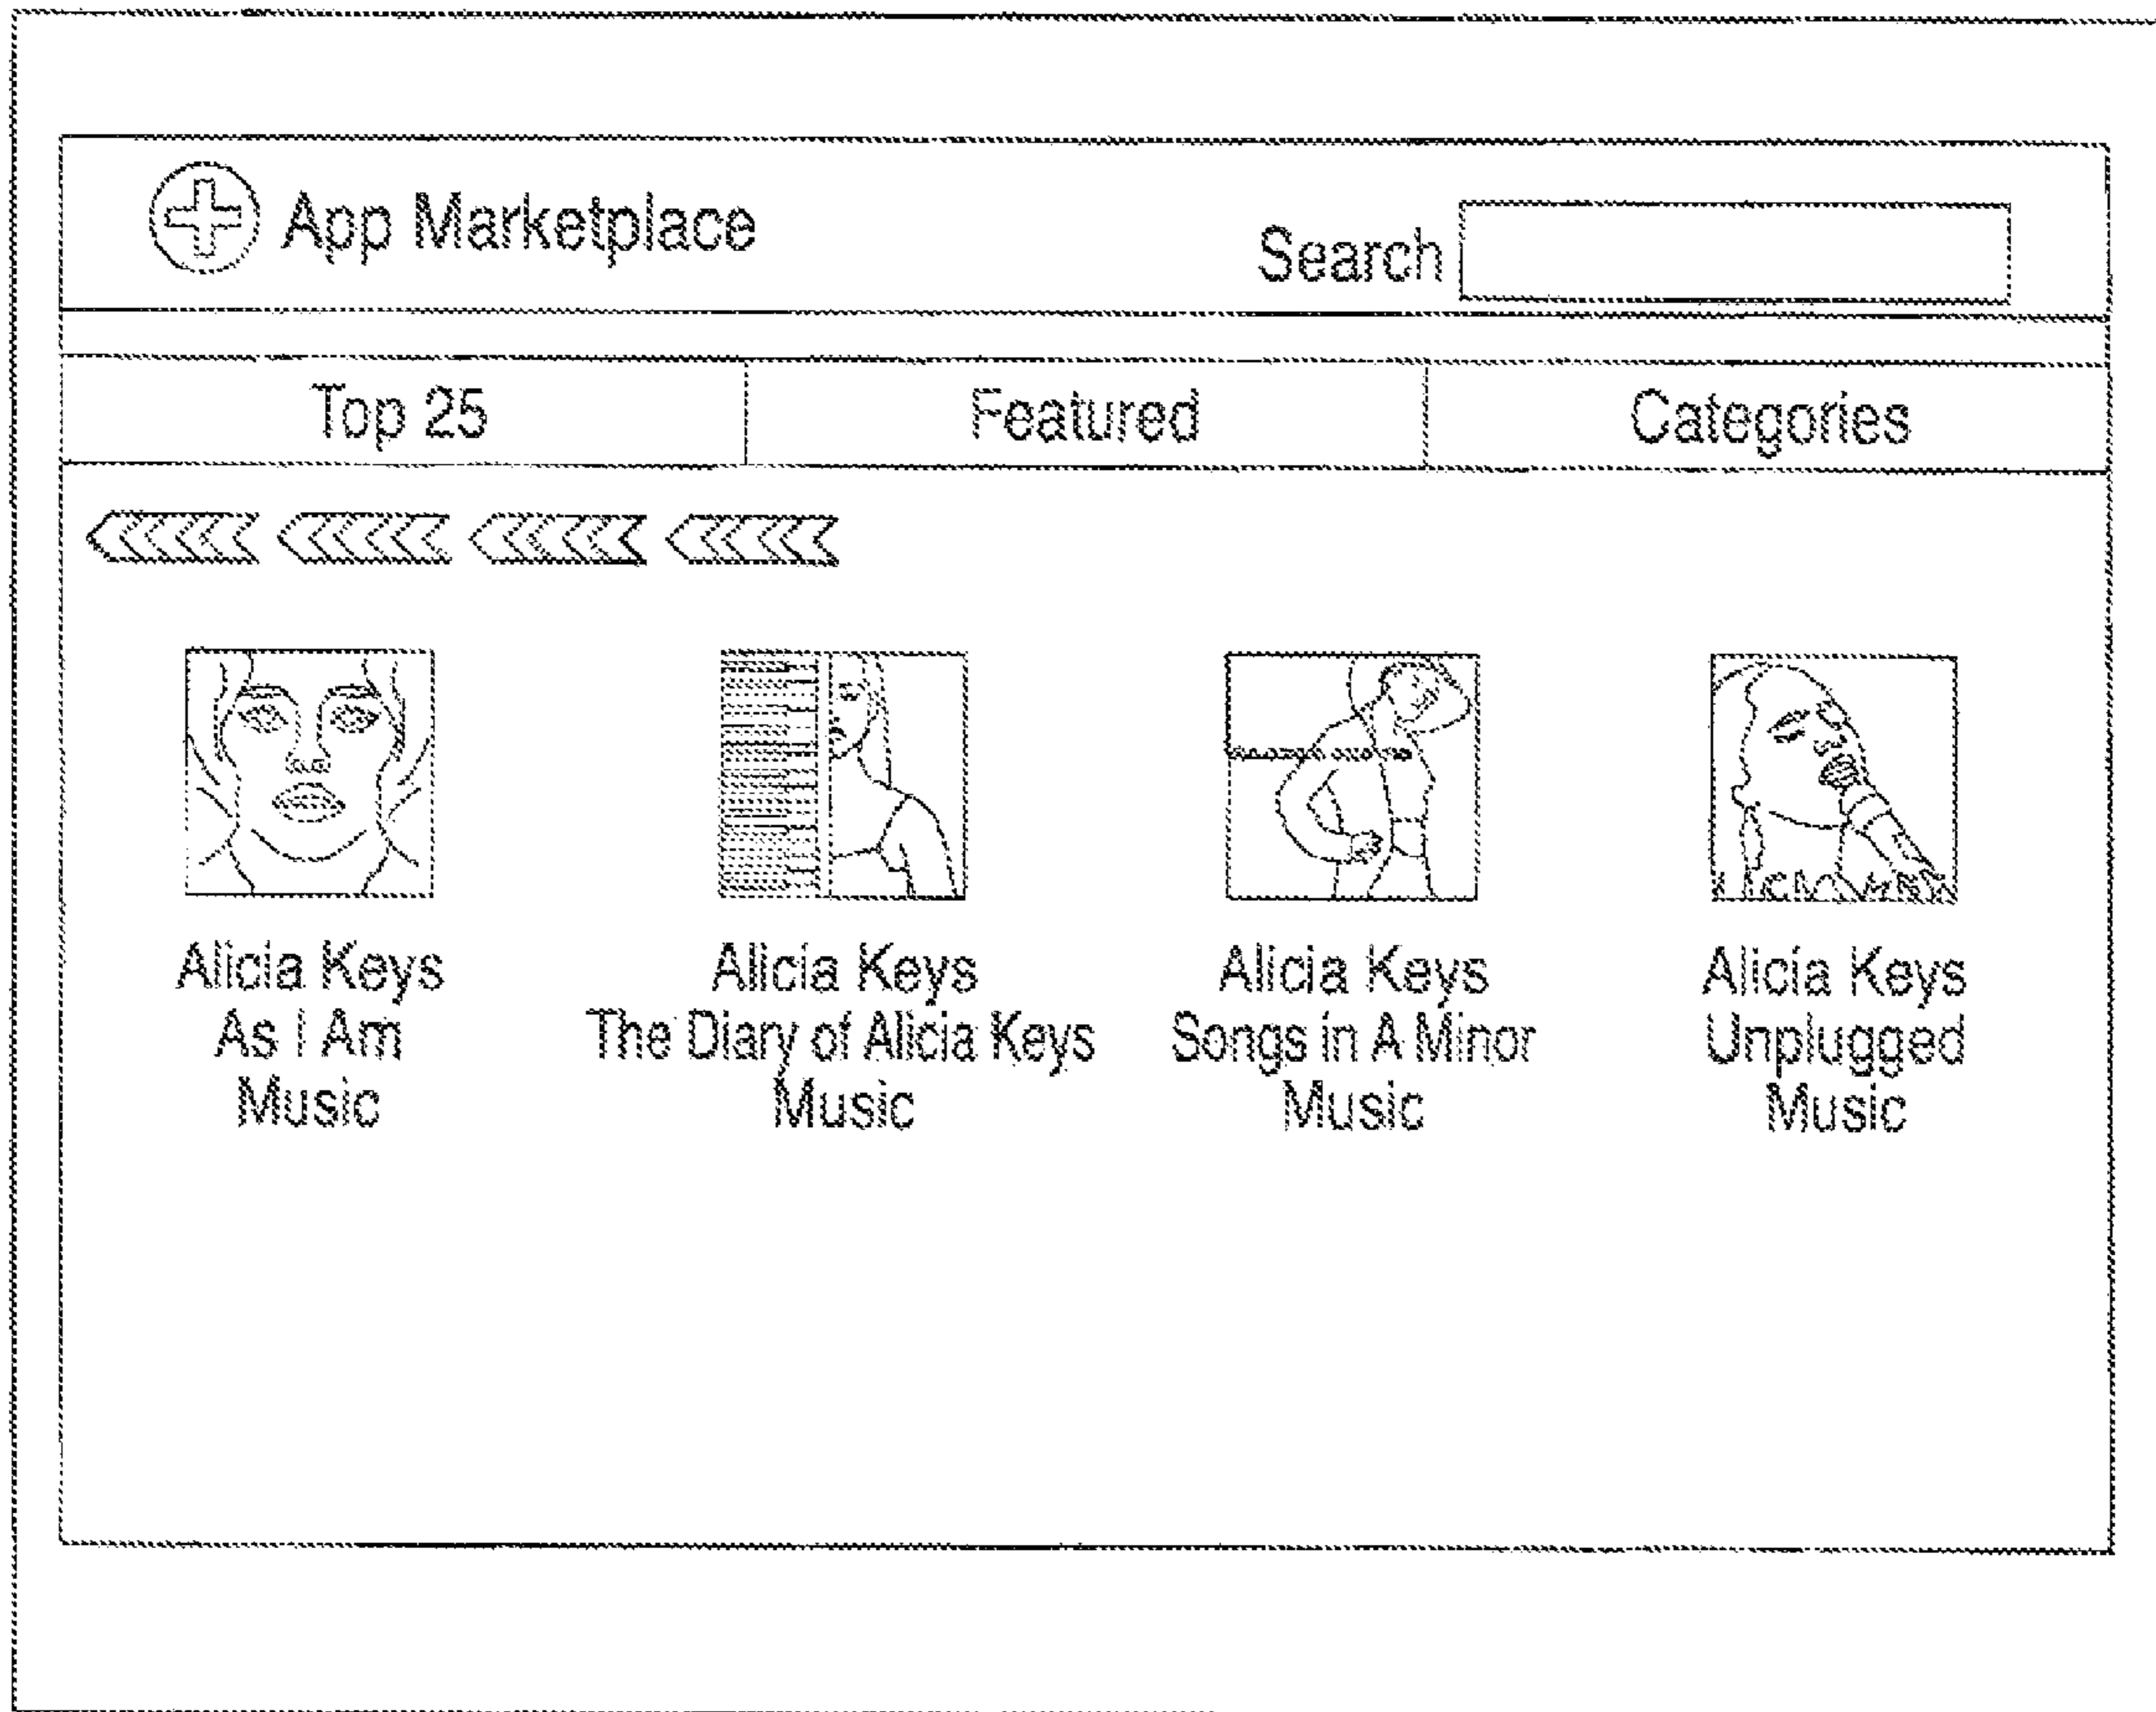 App Marketplace
Search
Top 25 Featured Categories
Alicia Keys
As I Am
Music
Alicia Keys
The Diary of Alicia Keys
Music
Alicia Keys
Songs in A Minor
Music
Alicia Keys
Unplugged
Music